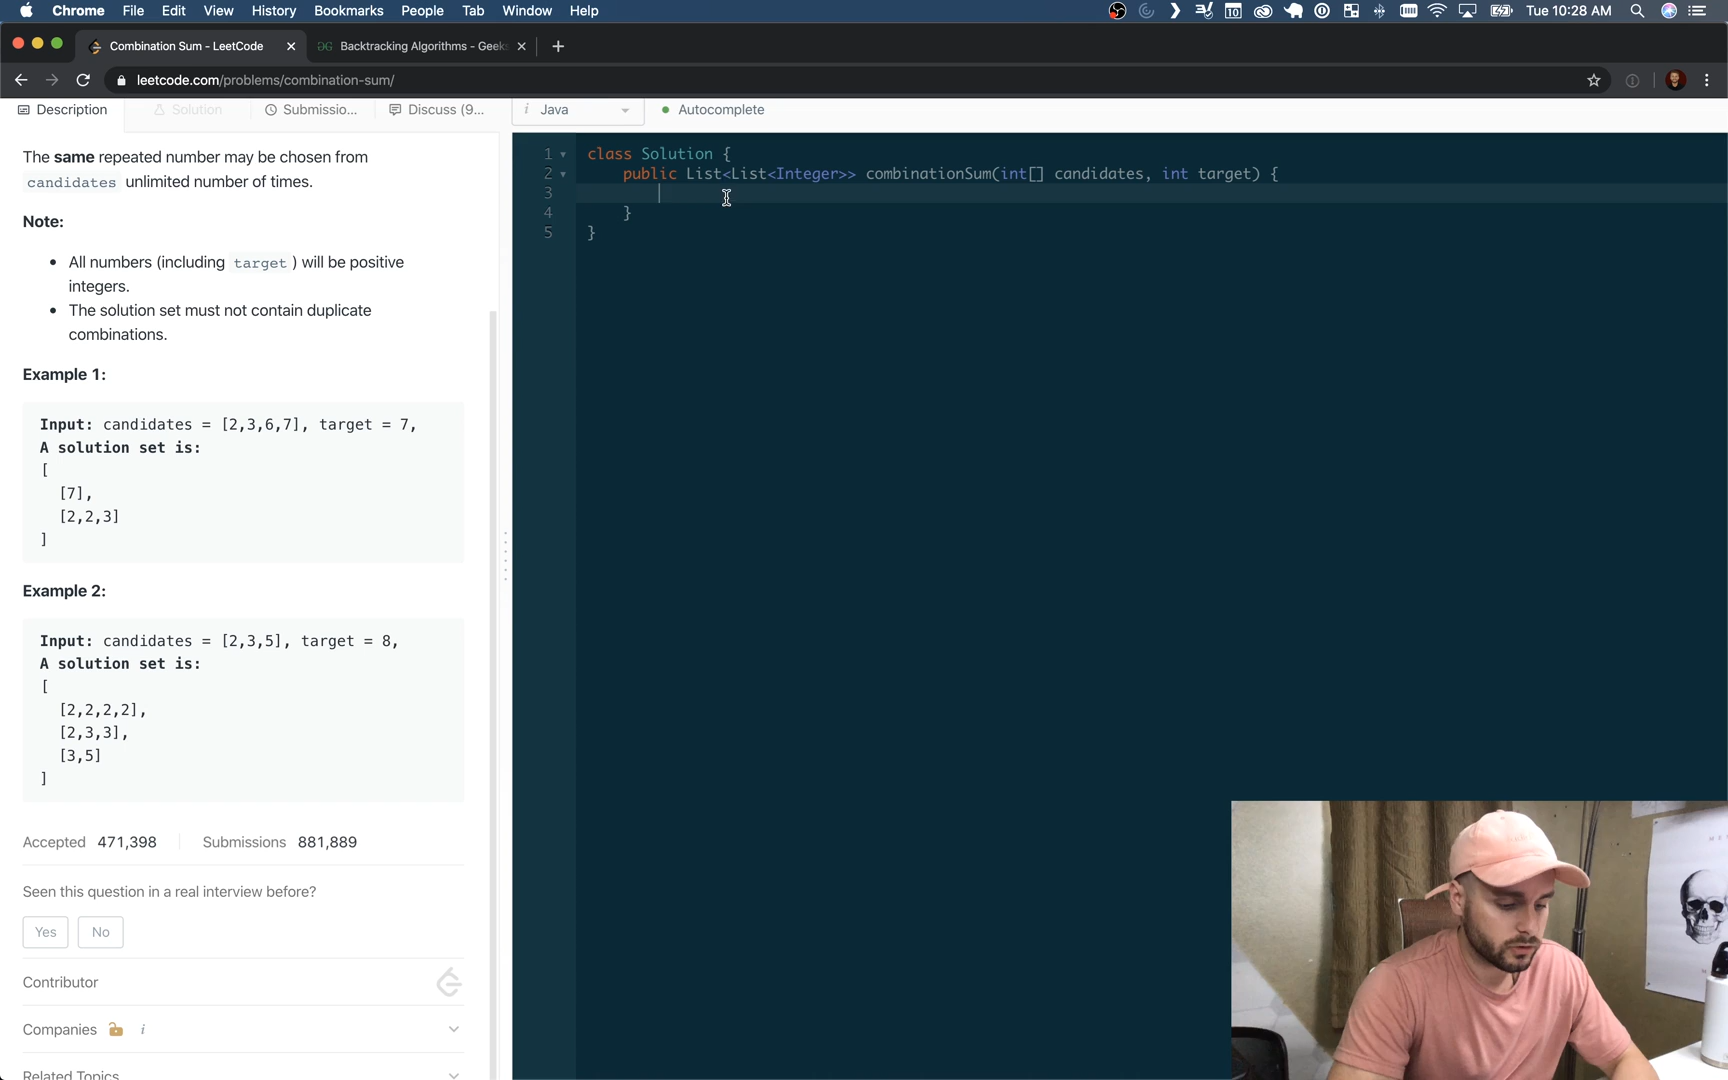 Chrome File Edit View History Bookmarks People Tab Window Help
10
Tue 10:28 AM
Combination Sum - LeetCode
Backtracking Algorithms - Geeks
leetcode.com/problems/combination-sum/
Description Solution Submissio... Discuss (9...
i Java Autocomplete
The same repeated number may be chosen from
candidates unlimited number of times.
Note:
• All numbers (including target ) will be positive
integers.
• The solution set must not contain duplicate
combinations.
Example 1:
Input: candidates = [2,3,6,7], target = 7,
A solution set is:
[
[7],
[2,2,3]
]
Example 2:
Input: candidates = [2,3,5], target = 8,
A solution set is:
[
[2,2,2,2],
[2,3,3],
[3,5]
]
Accepted 471,398 Submissions 881,889
Seen this question in a real interview before?
Yes No
Contributor
Companies i
Related Topics
1 class Solution {
2 public List<List<Integer>> combinationSum(int[] candidates, int target) {
3
4 }
5 }